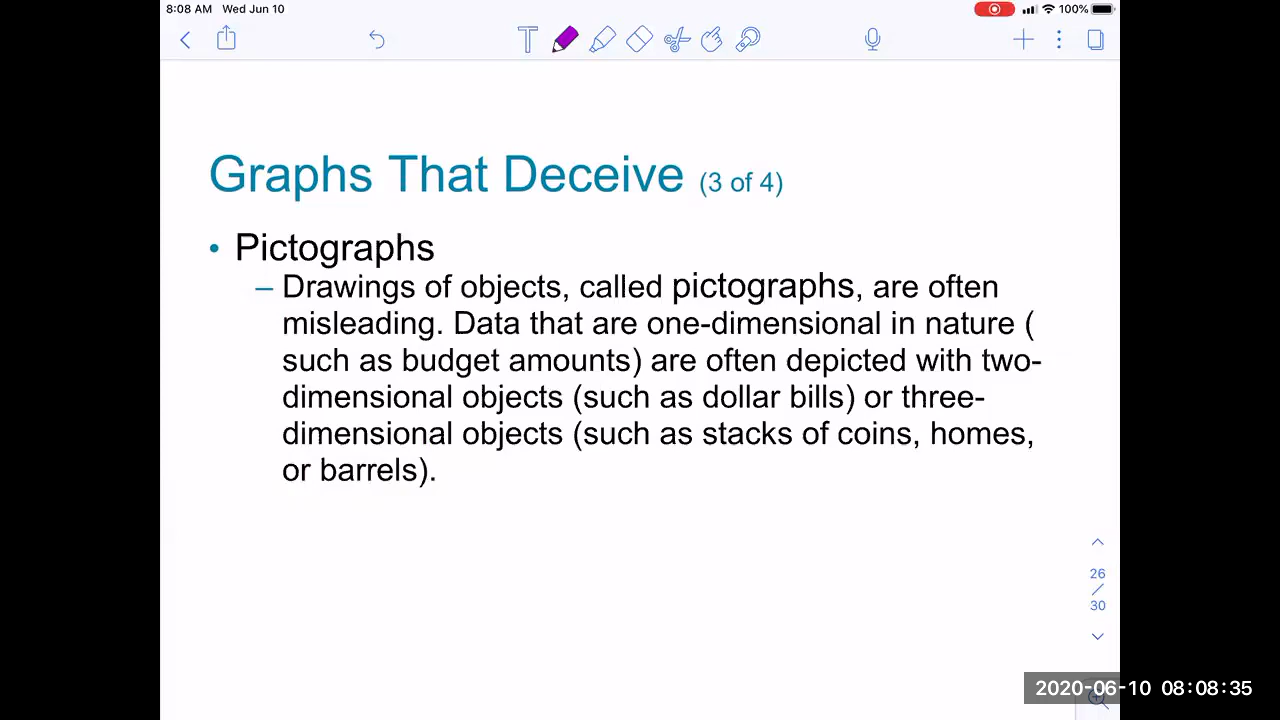 8:08 AM Wed Jun 10 100%
T
Graphs That Deceive (3 of 4)
• Pictographs
– Drawings of objects, called pictographs, are often
misleading. Data that are one-dimensional in nature (
such as budget amounts) are often depicted with two-
dimensional objects (such as dollar bills) or three-
dimensional objects (such as stacks of coins, homes,
or barrels).
26
/
30
2020-06-10 08:08:35